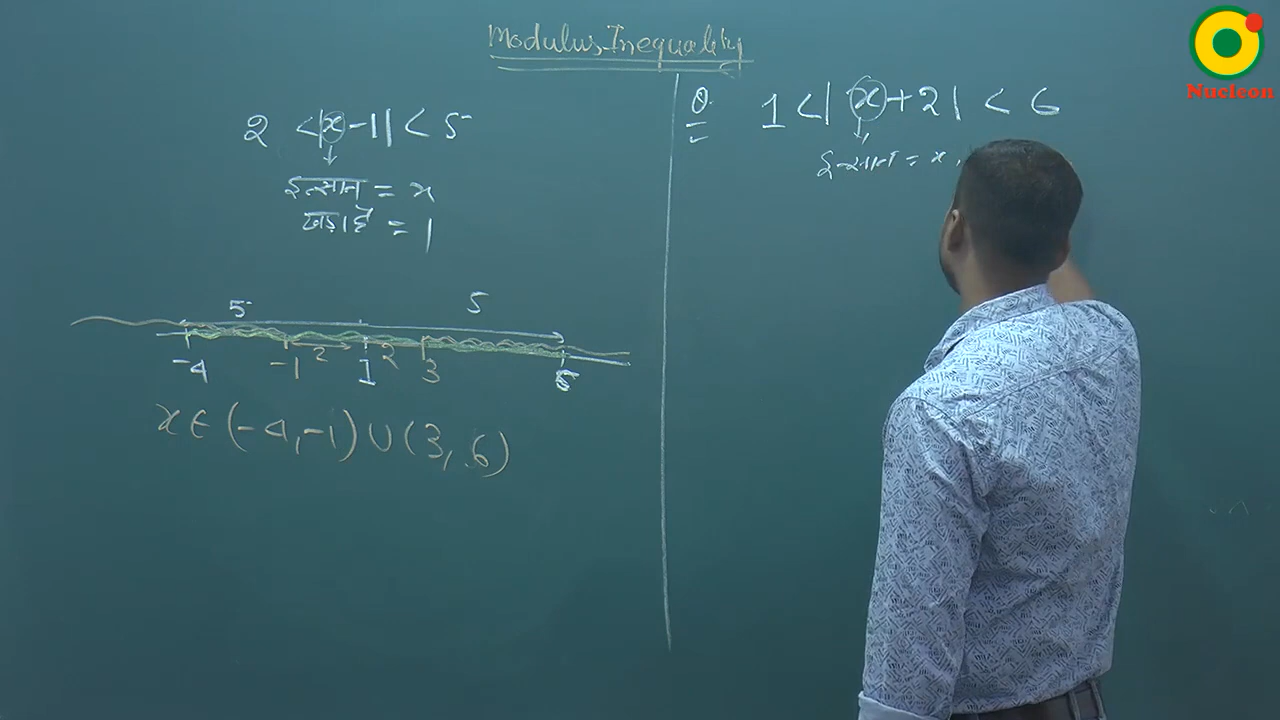 Modulus Inequality
Nucleon
2 <|x-1| < 5
इन्सान = x
खड़ा है = 1
5 5
-4 -1 2 1 2 3 6
x ∈ (-4,-1) ∪ (3,6)
Q. 1 <|x+2| < 6
इन्सान = x,